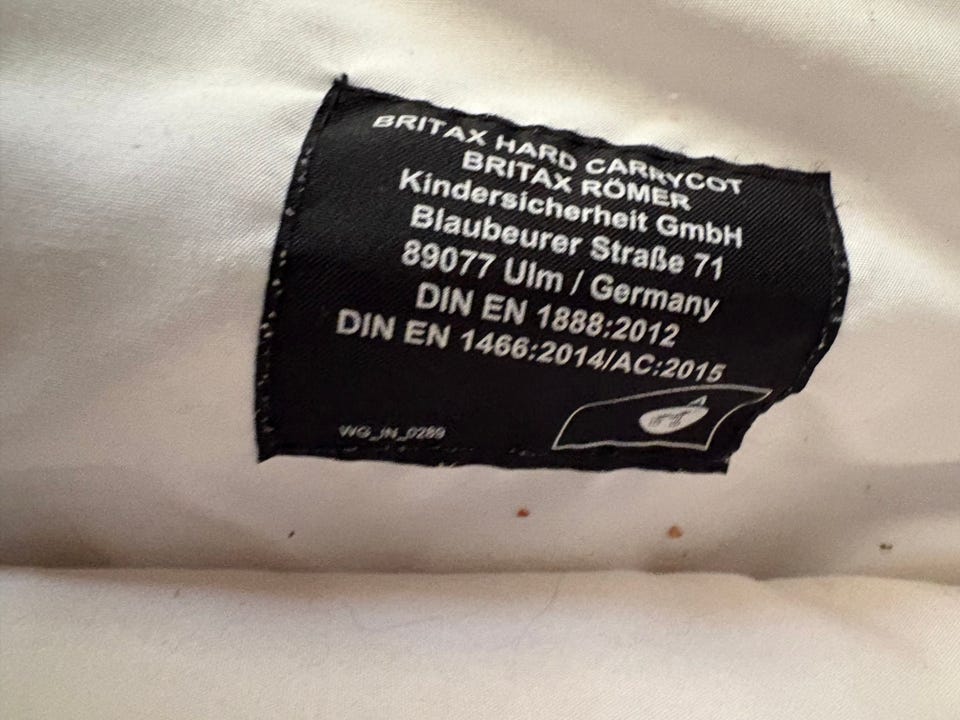 BRITAX HARD CARRYCOT
BRITAX RÖMER
Kindersicherheit GmbH
Blaubeurer Straße 71
89077 Ulm / Germany
DIN EN 1888:2012
DIN EN 1466:2014/AC:2015
WG_IN_0289